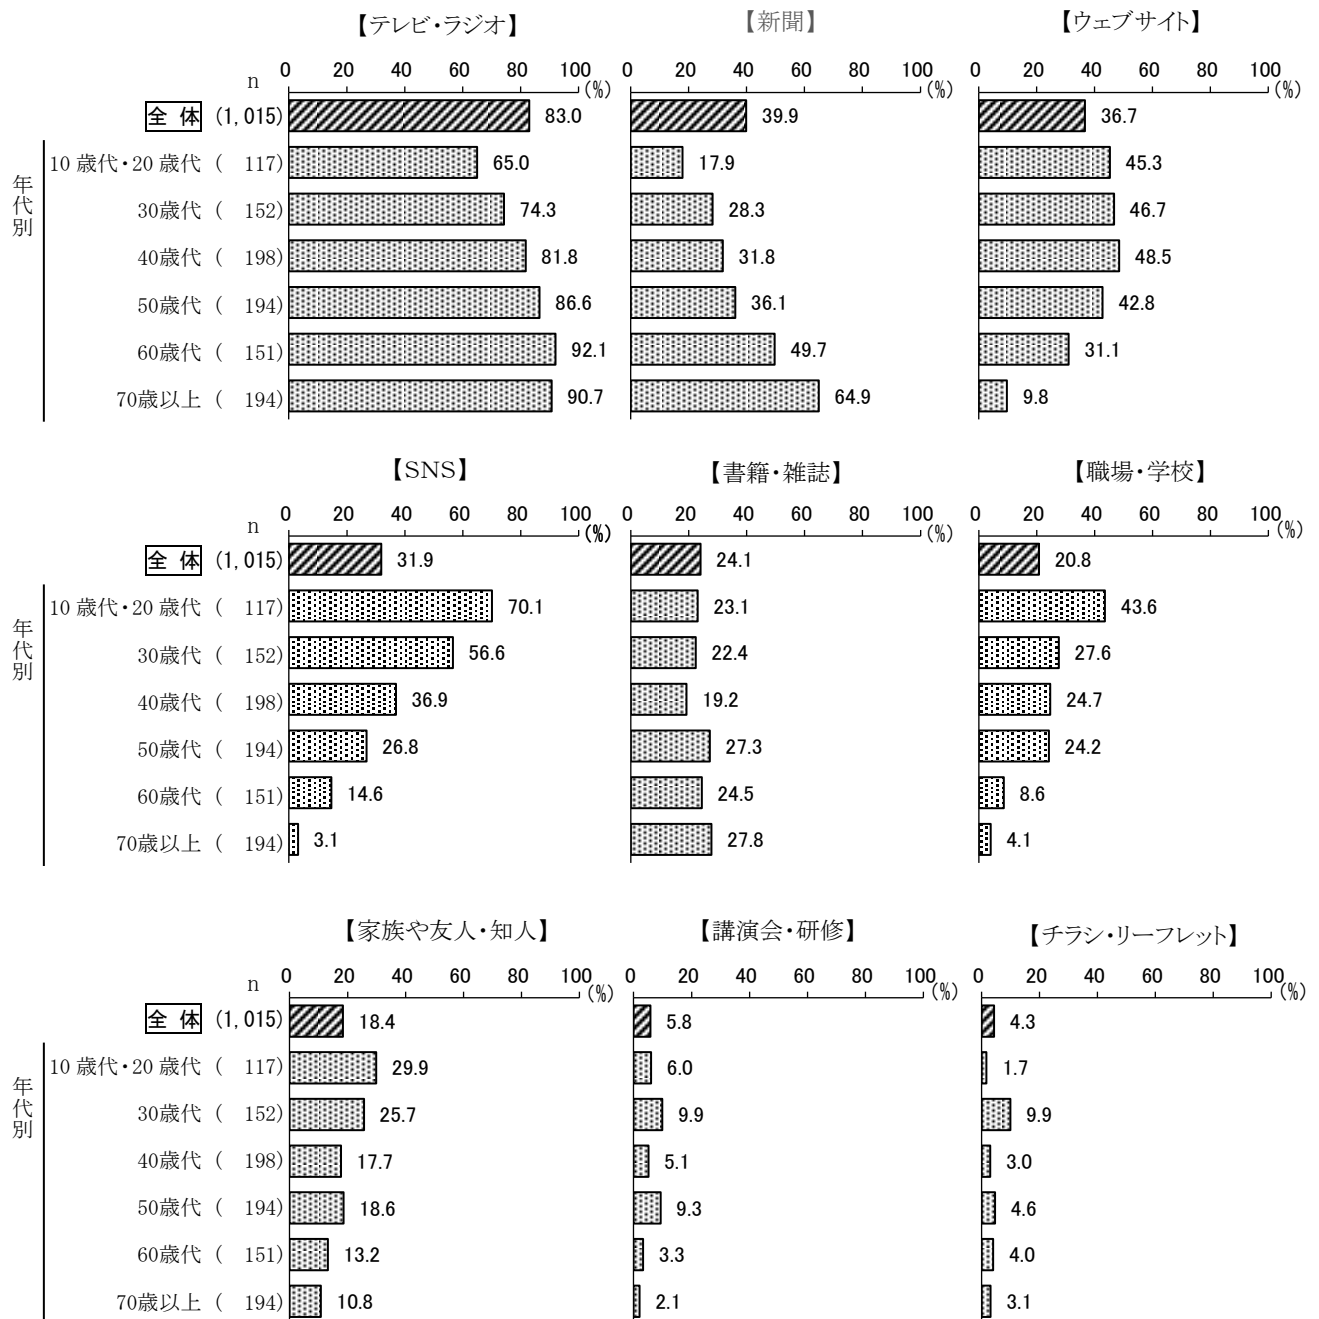 【テレビ・ラジオ】 【新聞】 【ウェブサイト】
n 0 20 40 60 80 100 (%) 0 20 40 60 80 100 (%) 0 20 40 60 80 100 (%)
全 体 (1,015) 83.0 39.9 36.7
年代別
10 歳代・20 歳代 ( 117) 65.0 17.9 45.3
30歳代 ( 152) 74.3 28.3 46.7
40歳代 ( 198) 81.8 31.8 48.5
50歳代 ( 194) 86.6 36.1 42.8
60歳代 ( 151) 92.1 49.7 31.1
70歳以上 ( 194) 90.7 64.9 9.8
【SNS】 【書籍・雑誌】 【職場・学校】
n 0 20 40 60 80 100 (%) 0 20 40 60 80 100 (%) 0 20 40 60 80 100 (%)
全 体 (1,015) 31.9 24.1 20.8
年代別
10 歳代・20 歳代 ( 117) 70.1 23.1 43.6
30歳代 ( 152) 56.6 22.4 27.6
40歳代 ( 198) 36.9 19.2 24.7
50歳代 ( 194) 26.8 27.3 24.2
60歳代 ( 151) 14.6 24.5 8.6
70歳以上 ( 194) 3.1 27.8 4.1
【家族や友人・知人】 【講演会・研修】 【チラシ・リーフレット】
n 0 20 40 60 80 100 (%) 0 20 40 60 80 100 (%) 0 20 40 60 80 100 (%)
全 体 (1,015) 18.4 5.8 4.3
年代別
10 歳代・20 歳代 ( 117) 29.9 6.0 1.7
30歳代 ( 152) 25.7 9.9 9.9
40歳代 ( 198) 17.7 5.1 3.0
50歳代 ( 194) 18.6 9.3 4.6
60歳代 ( 151) 13.2 3.3 4.0
70歳以上 ( 194) 10.8 2.1 3.1